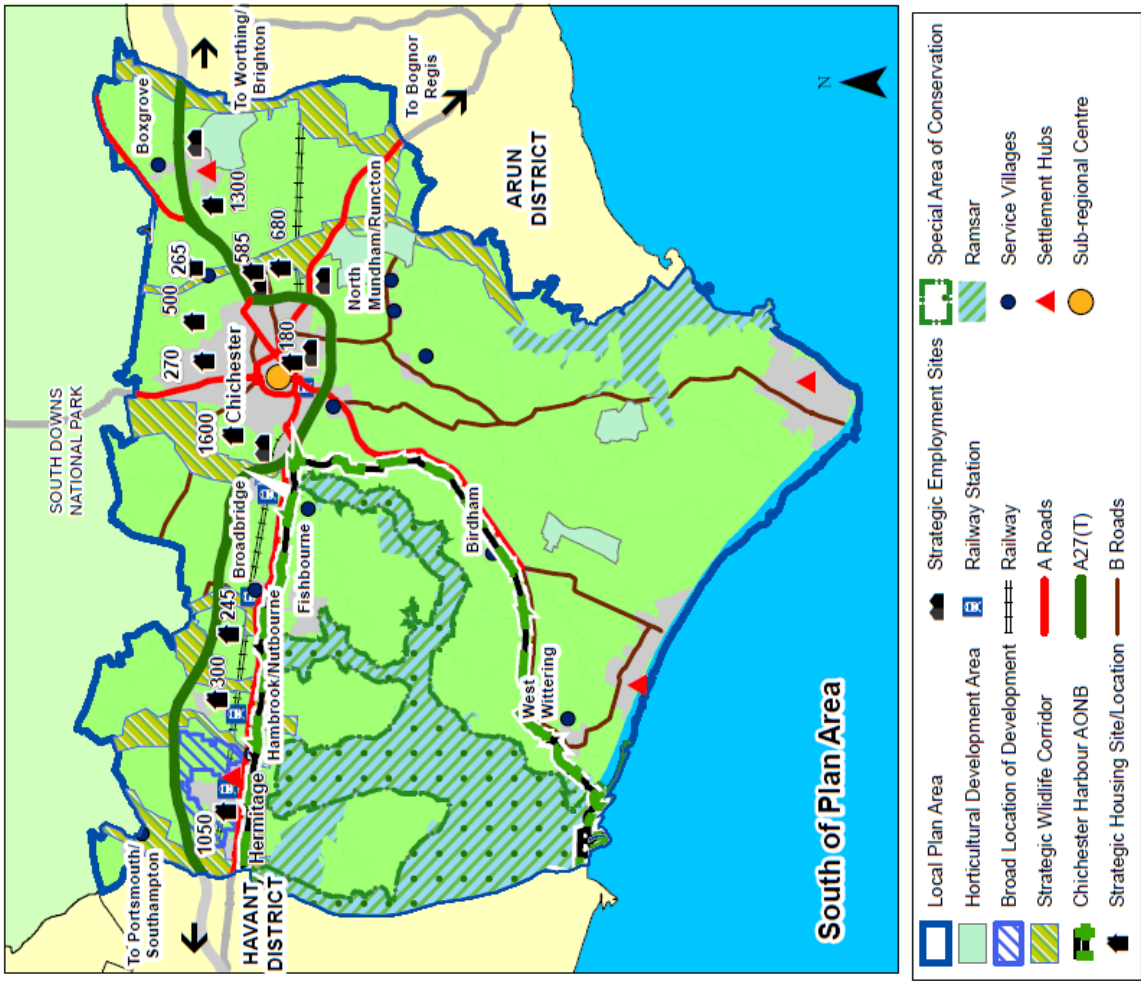 SOUTH DOWNS
NATIONAL PARK
Boxgrove
To Worthing/
Brighton
To Bognor
Regis
1300
265
500
585
680
270
Chichester
180
1600
North
Mundham/Runcton
ARUN
DISTRICT
Broadbridge
Fishbourne
245
300
Hambrook/Nutbourne
1050
Hermitage
To Portsmouth/
Southampton
HAVANT
DISTRICT
Birdham
West
Wittering
N
South of Plan Area
Local Plan Area
Horticultural Development Area
Broad Location of Development
Strategic Wildlife Corridor
Chichester Harbour AONB
Strategic Housing Site/Location
Strategic Employment Sites
Railway Station
Railway
A Roads
A27(T)
B Roads
Special Area of Conservation
Ramsar
Service Villages
Settlement Hubs
Sub-regional Centre